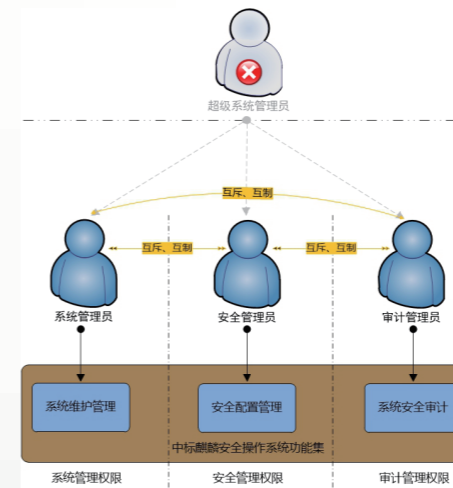 超级系统管理员
互斥、互制
互斥、互制
互斥、互制
系统管理员
安全管理员
审计管理员
系统维护管理
安全配置管理
系统安全审计
中标麒麟安全操作系统功能集
系统管理权限
安全管理权限
审计管理权限